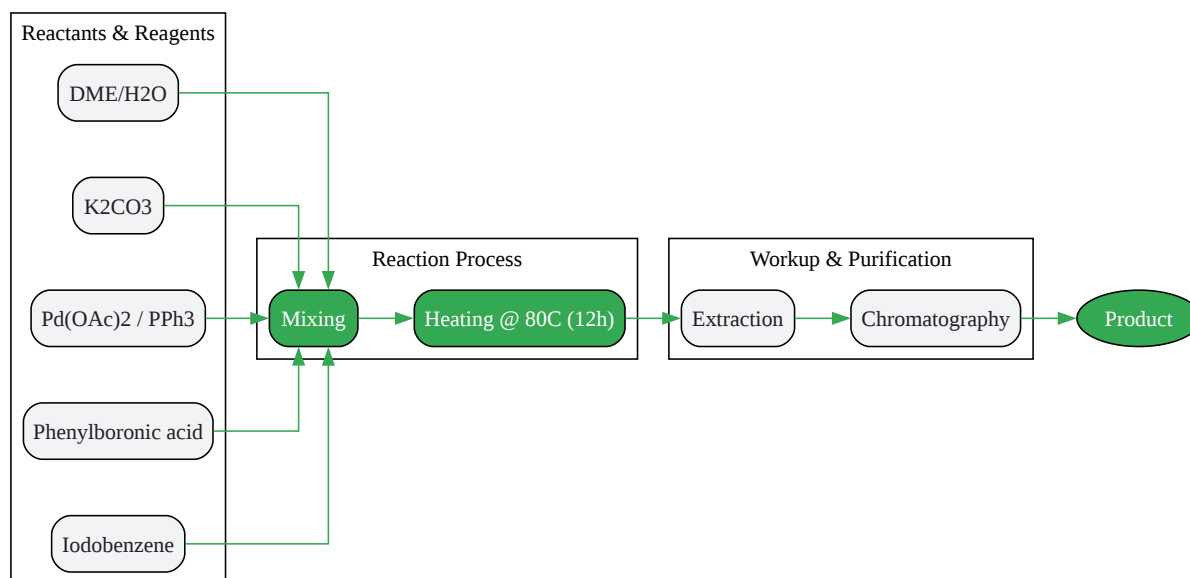 Reactants & Reagents
DME/H2O
K2CO3
Pd(OAc)2 / PPh3
Phenylboronic acid
Iodobenzene
Reaction Process
Mixing
Heating @ 80C (12h)
Workup & Purification
Extraction
Chromatography
Product